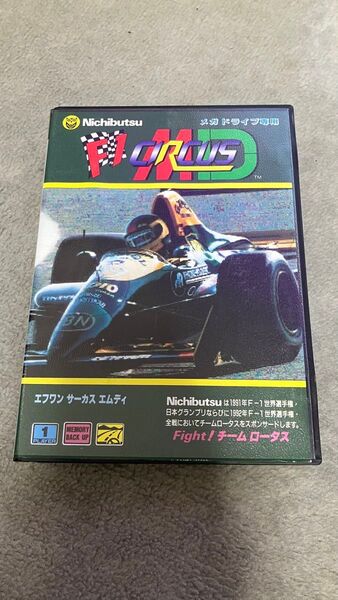 Nichibutsu
メガドライブ専用
F1
CIRCUS
MD
TM
BN
エフワン サーカス エムディ
Nichibutsuは1991年F-1世界選手権・
日本グランプリならびに1992年F-1世界選手権・
全戦においてチームロータスをスポンサードします。
Fight! チーム ロータス
1
PLAYER
MEMORY
BACK UP